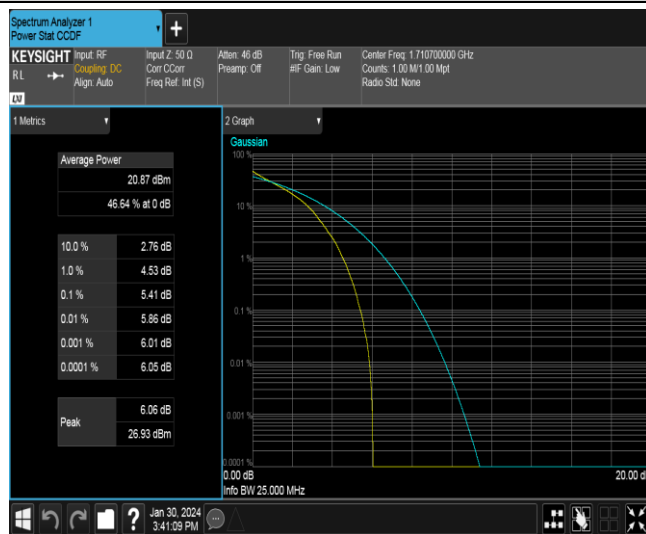 Spectrum Analyzer 1
Power Stat CCDF
KEYSIGHT
RL
LXI
Input: RF
Coupling: DC
Align: Auto
Input Z: 50 Ω
Corr CCorr
Freq Ref: Int (S)
Atten: 46 dB
Preamp: Off
Trig: Free Run
#IF Gain: Low
Center Freq: 1.710700000 GHz
Counts: 1.00 M/1.00 Mpt
Radio Std: None
1 Metrics
Average Power
20.87 dBm
46.64 % at 0 dB
10.0 % 2.76 dB
1.0 % 4.53 dB
0.1 % 5.41 dB
0.01 % 5.86 dB
0.001 % 6.01 dB
0.0001 % 6.05 dB
Peak
6.06 dB
26.93 dBm
2 Graph
Gaussian
100 %
10 %
1 %
0.1 %
0.01 %
0.001 %
0.0001 %
0.00 dB
20.00 d
Info BW 25.000 MHz
Jan 30, 2024
3:41:09 PM